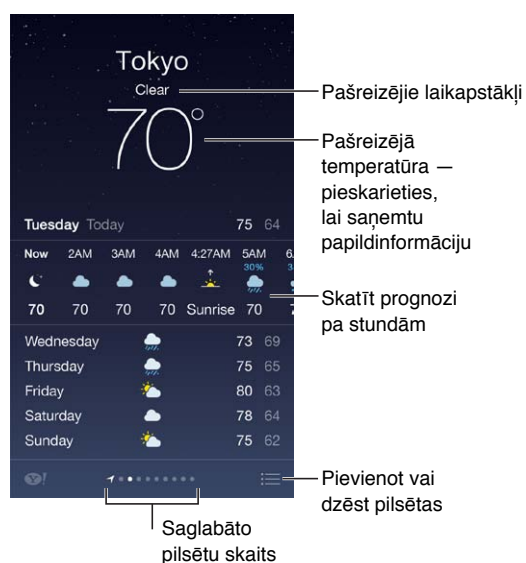 Tokyo
Clear
Pašreizējie laikapstākļi
70°
Pašreizējā
temperatūra —
pieskarieties,
lai saņemtu
papildinformāciju
Tuesday Today 75 64
Now 2AM 3AM 4AM 4:27AM 5AM
30%
70 70 70 70 Sunrise 70
Skatīt prognozi
pa stundām
Wednesday 73 69
Thursday 75 65
Friday 80 63
Saturday 78 64
Sunday 75 62
Y!
Pievienot vai
dzēst pilsētas
Saglabāto
pilsētu skaits